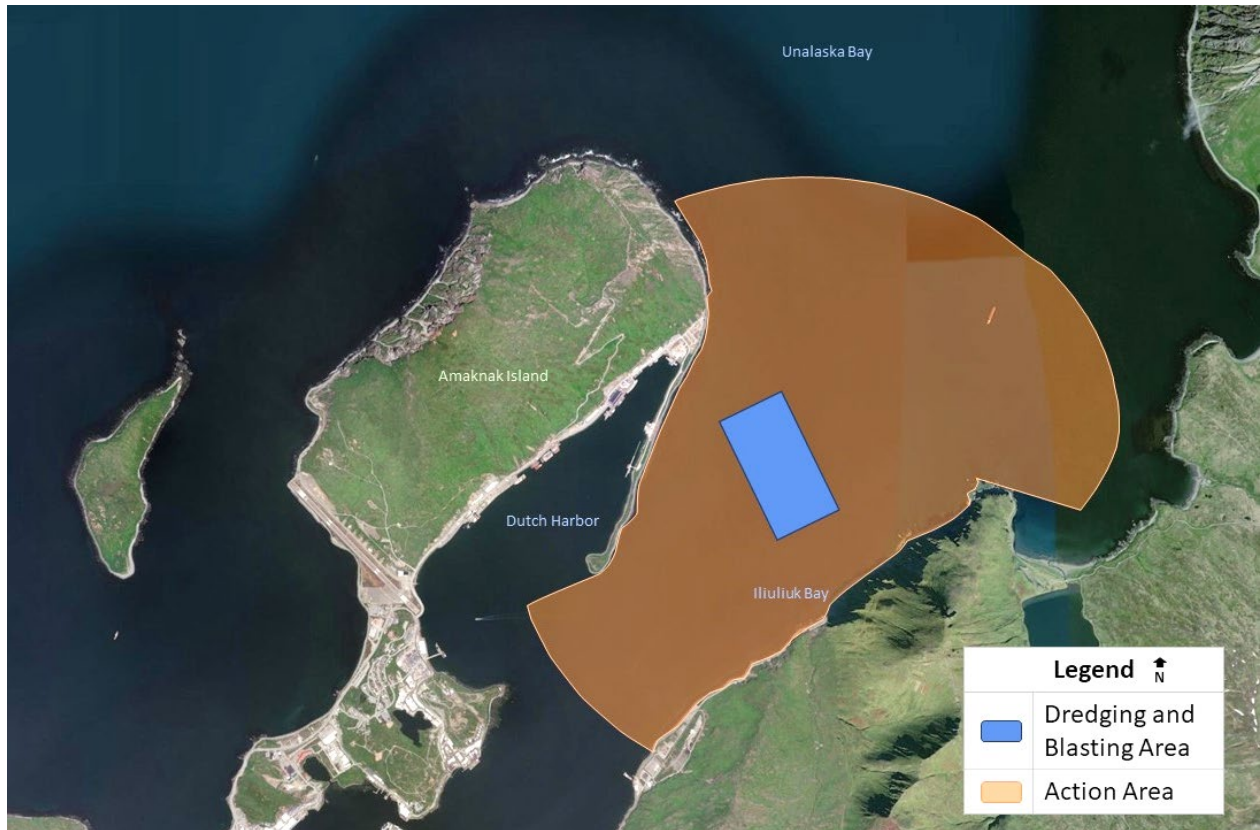 Unalaska Bay
Amaknak Island
Dutch Harbor
Iliuliuk Bay
Legend
N
Dredging and
Blasting Area
Action Area